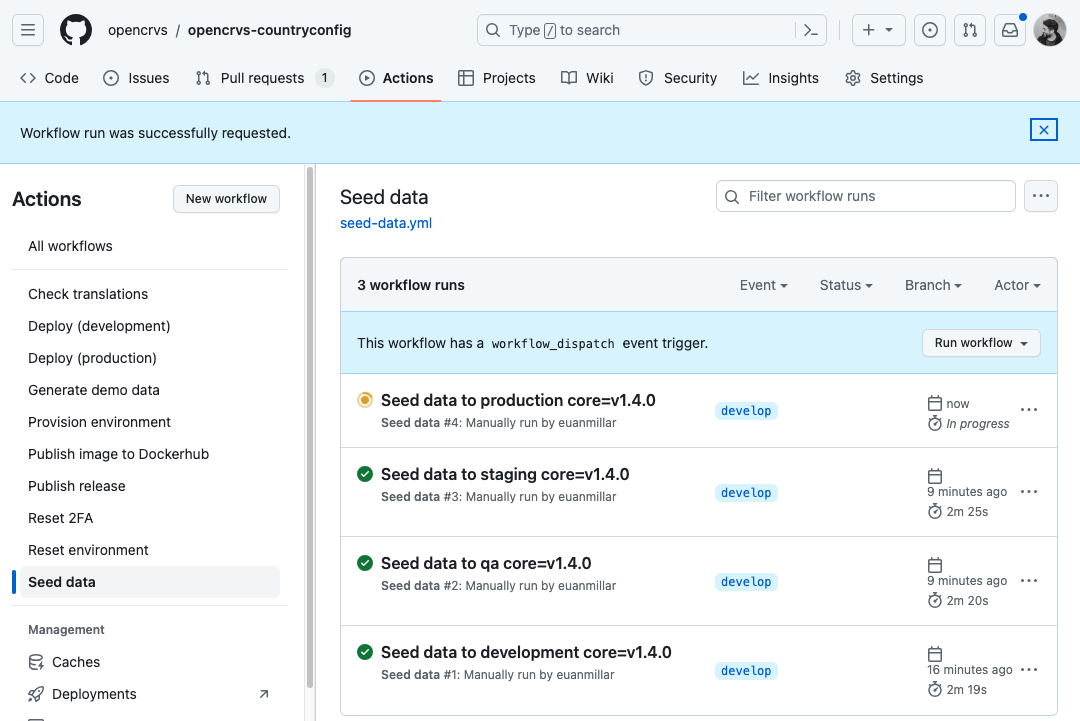 opencrvs / opencrvs-countryconfig
Type / to search
Code
Issues
Pull requests 1
Actions
Projects
Wiki
Security
Insights
Settings
Workflow run was successfully requested.
Actions
New workflow
All workflows
Check translations
Deploy (development)
Deploy (production)
Generate demo data
Provision environment
Publish image to Dockerhub
Publish release
Reset 2FA
Reset environment
Seed data
Management
Caches
Deployments
Seed data
seed-data.yml
Filter workflow runs
3 workflow runs
Event
Status
Branch
Actor
This workflow has a workflow_dispatch event trigger.
Run workflow
Seed data to production core=v1.4.0
Seed data #4: Manually run by euanmillar
develop
now
In progress
Seed data to staging core=v1.4.0
Seed data #3: Manually run by euanmillar
develop
9 minutes ago
2m 25s
Seed data to qa core=v1.4.0
Seed data #2: Manually run by euanmillar
develop
9 minutes ago
2m 20s
Seed data to development core=v1.4.0
Seed data #1: Manually run by euanmillar
develop
16 minutes ago
2m 19s